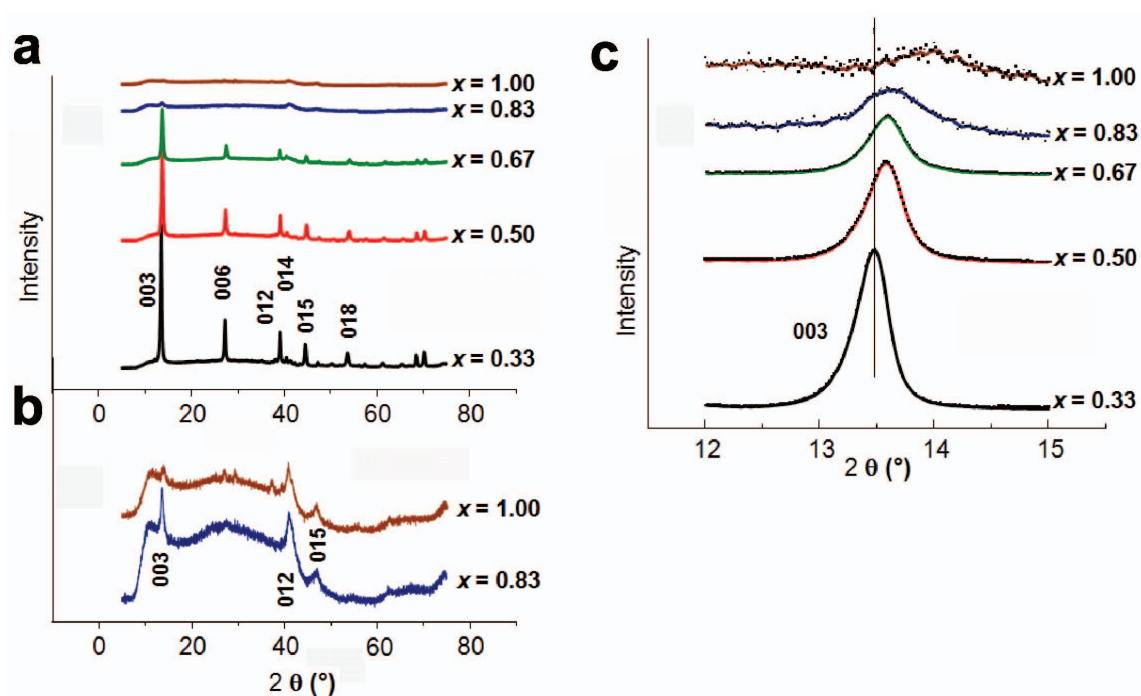 a
Intensity
x = 1.00
x = 0.83
x = 0.67
x = 0.50
x = 0.33
003
006
012
014
015
018
0 20 40 60 80
b
x = 1.00
x = 0.83
003
012
015
0 20 40 60 80
2 θ (°)
c
Intensity
x = 1.00
x = 0.83
x = 0.67
x = 0.50
x = 0.33
003
12 13 14 15
2 θ (°)